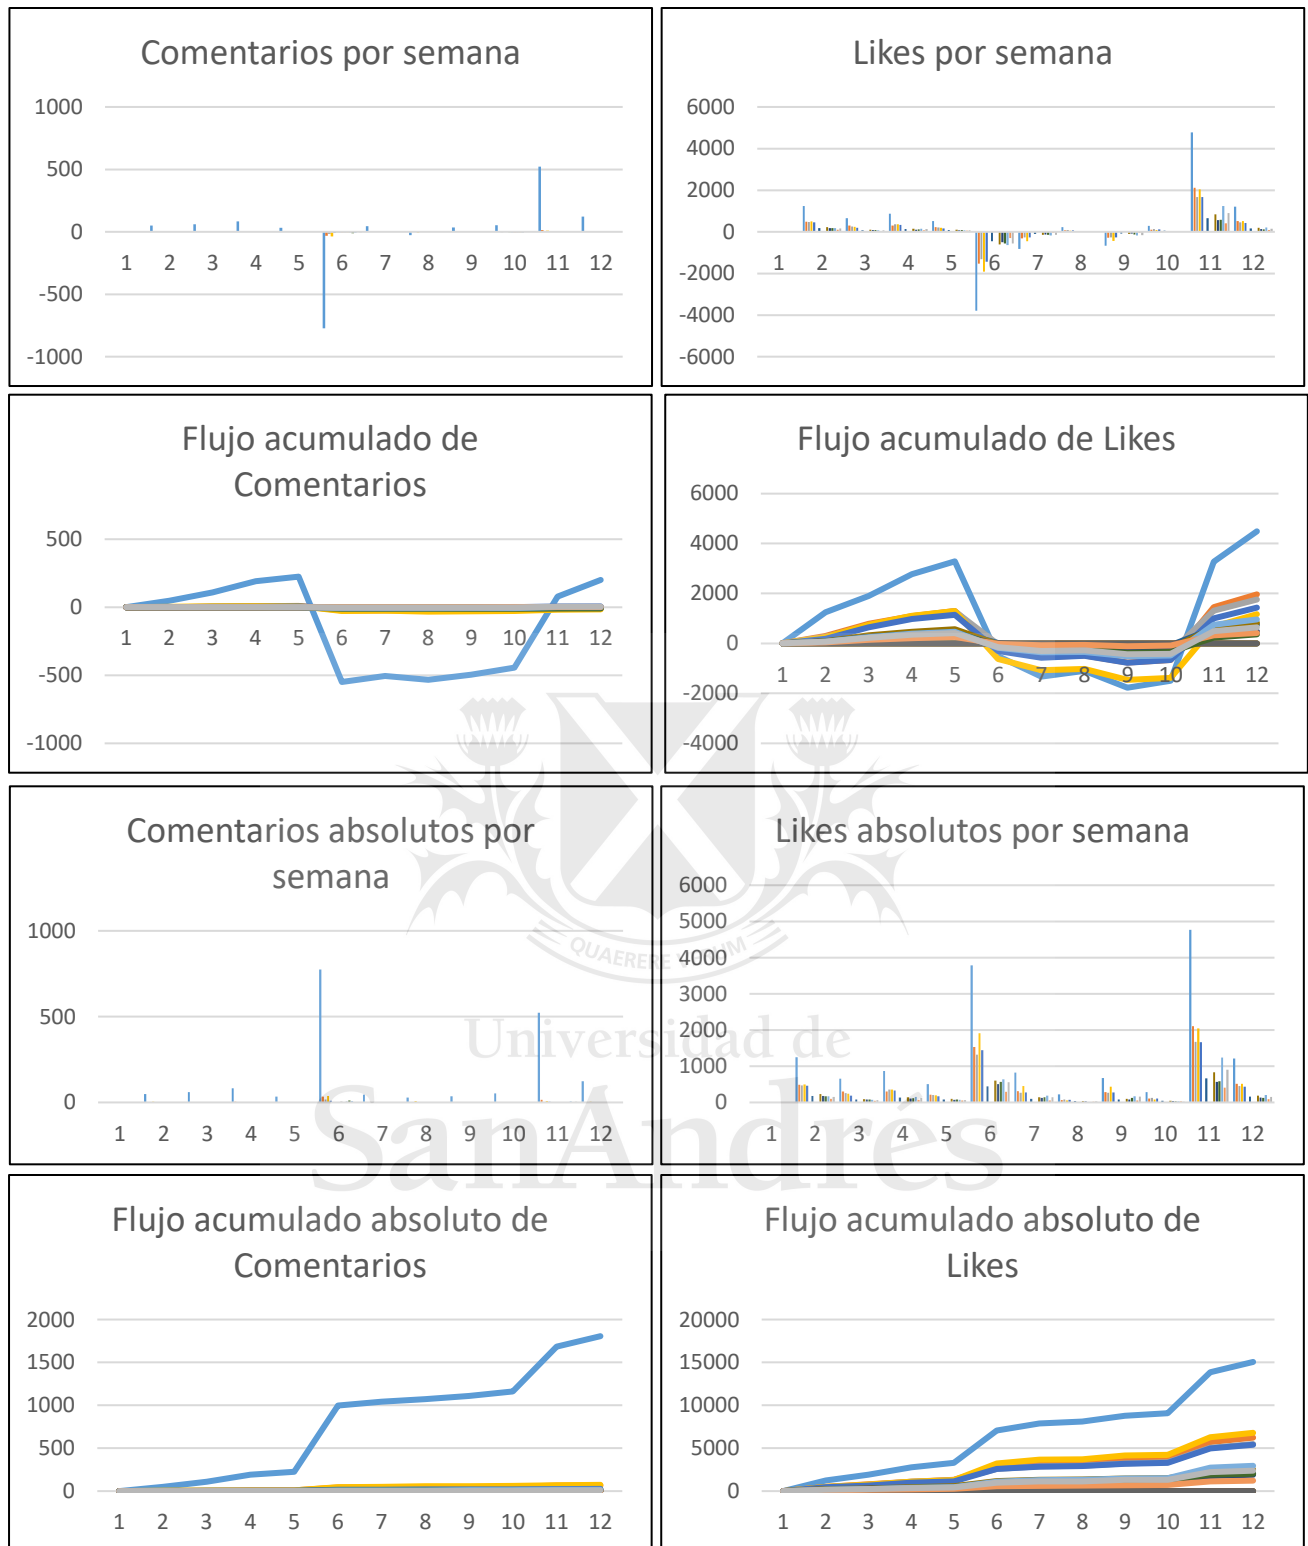 Comentarios por semana
1000
500
0
-500
-1000
1 2 3 4 5 6 7 8 9 10 11 12
Likes por semana
6000
4000
2000
0
-2000
-4000
-6000
1 2 3 4 5 6 7 8 9 10 11 12
Flujo acumulado de
Comentarios
500
0
-500
-1000
1 2 3 4 5 6 7 8 9 10 11 12
Flujo acumulado de Likes
6000
4000
2000
0
-2000
-4000
1 2 3 4 5 6 7 8 9 10 11 12
Comentarios absolutos por
semana
1000
500
0
1 2 3 4 5 6 7 8 9 10 11 12
Likes absolutos por semana
6000
5000
4000
3000
2000
1000
0
1 2 3 4 5 6 7 8 9 10 11 12
QUAERERE VERUM
Universidad de
SanAndrés
Flujo acumulado absoluto de
Comentarios
2000
1500
1000
500
0
1 2 3 4 5 6 7 8 9 10 11 12
Flujo acumulado absoluto de
Likes
20000
15000
10000
5000
0
1 2 3 4 5 6 7 8 9 10 11 12